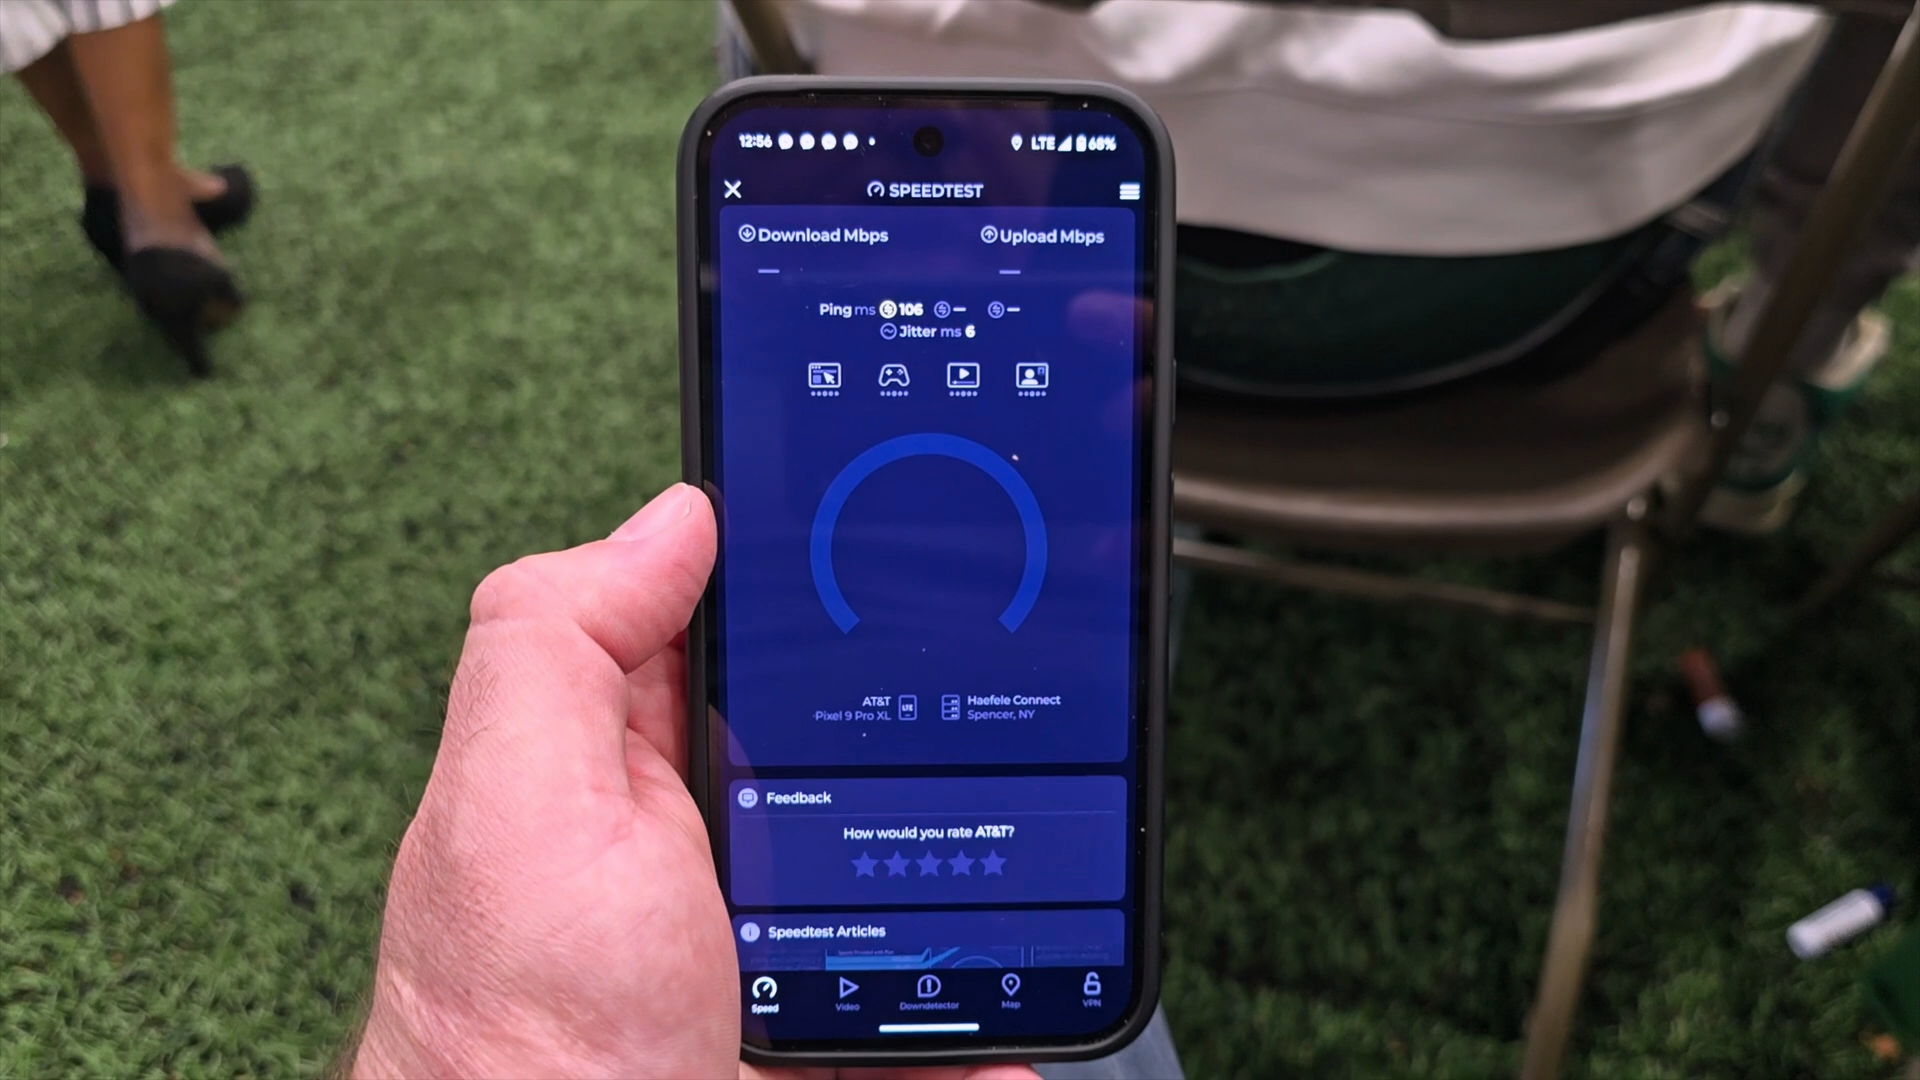 12:56 LTE 68%
SPEEDTEST
Download Mbps Upload Mbps
— —
Ping ms 106 — —
Jitter ms 6
AT&T Haefele Connect
Pixel 9 Pro XL LTE Spencer, NY
Feedback
How would you rate AT&T?
Speedtest Articles
Speed Video Downdetector Map VPN